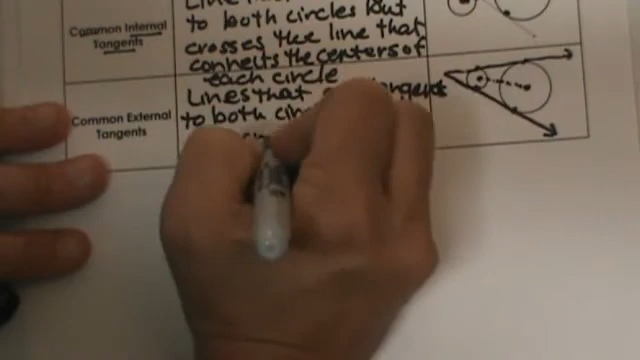 Common Internal
Tangents
to both circles but
crosses the line that
connects the centers of
each circle
Common External
Tangents
Lines that tangents
to both